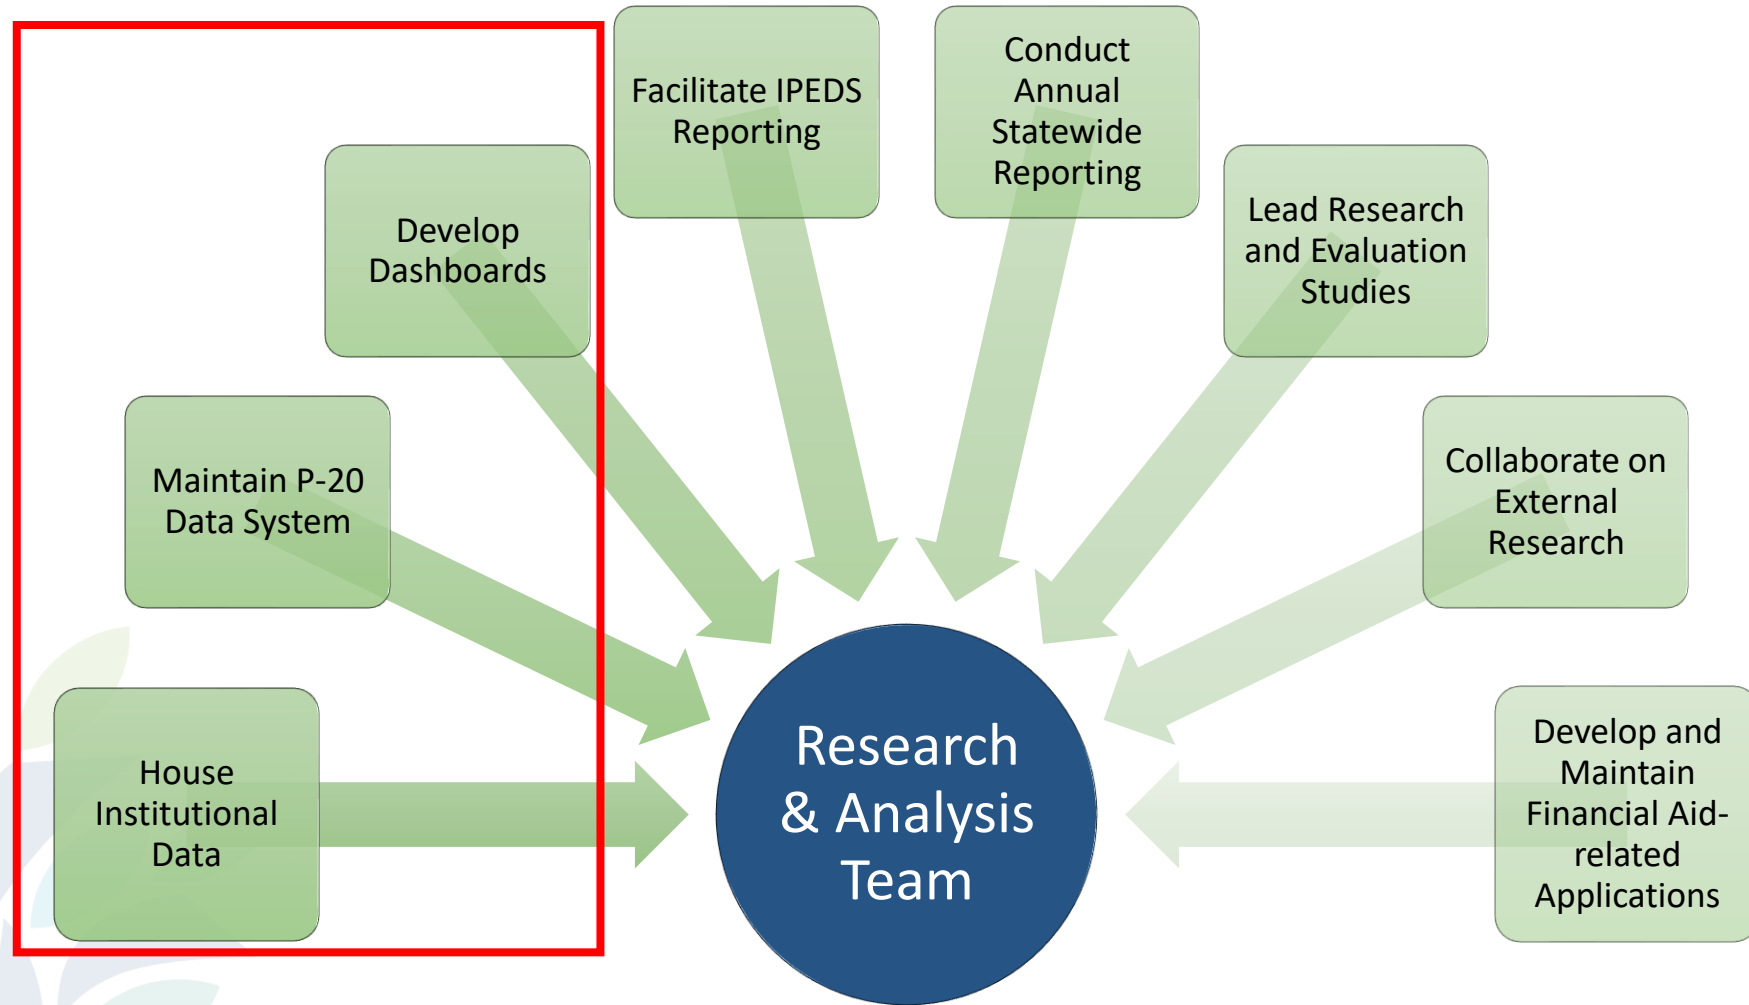 House
Institutional
Data
Maintain P-20
Data System
Develop
Dashboards
Facilitate IPEDS
Reporting
Conduct
Annual
Statewide
Reporting
Lead Research
and Evaluation
Studies
Collaborate on
External
Research
Develop and
Maintain
Financial Aid-
related
Applications
Research
& Analysis
Team